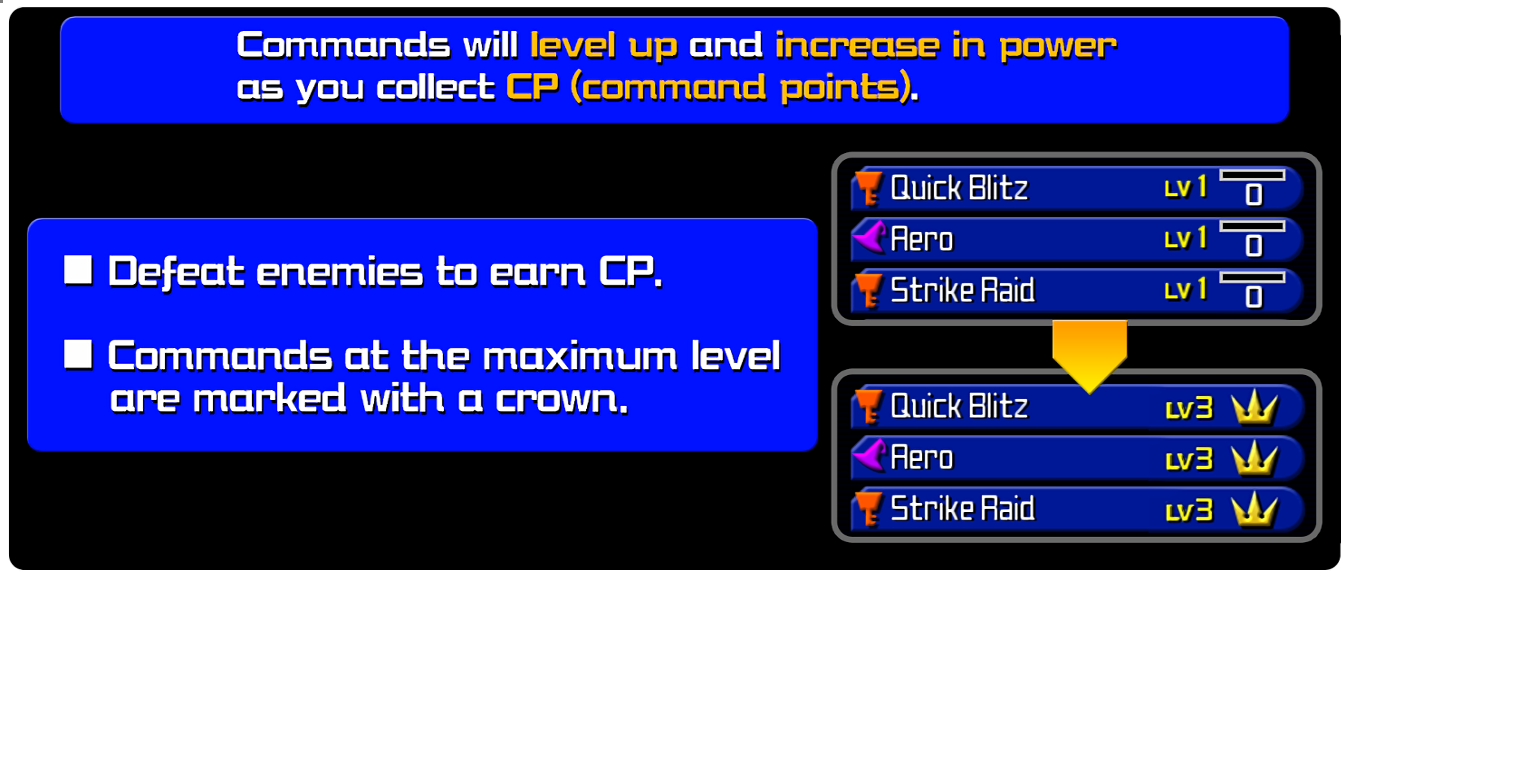 Commands will level up and increase in power
as you collect CP (command points).
■ Defeat enemies to earn CP.
■ Commands at the maximum level
are marked with a crown.
Quick Blitz LV1 0
Aero LV1 0
Strike Raid LV1 0
Quick Blitz LV3
Aero LV3
Strike Raid LV3